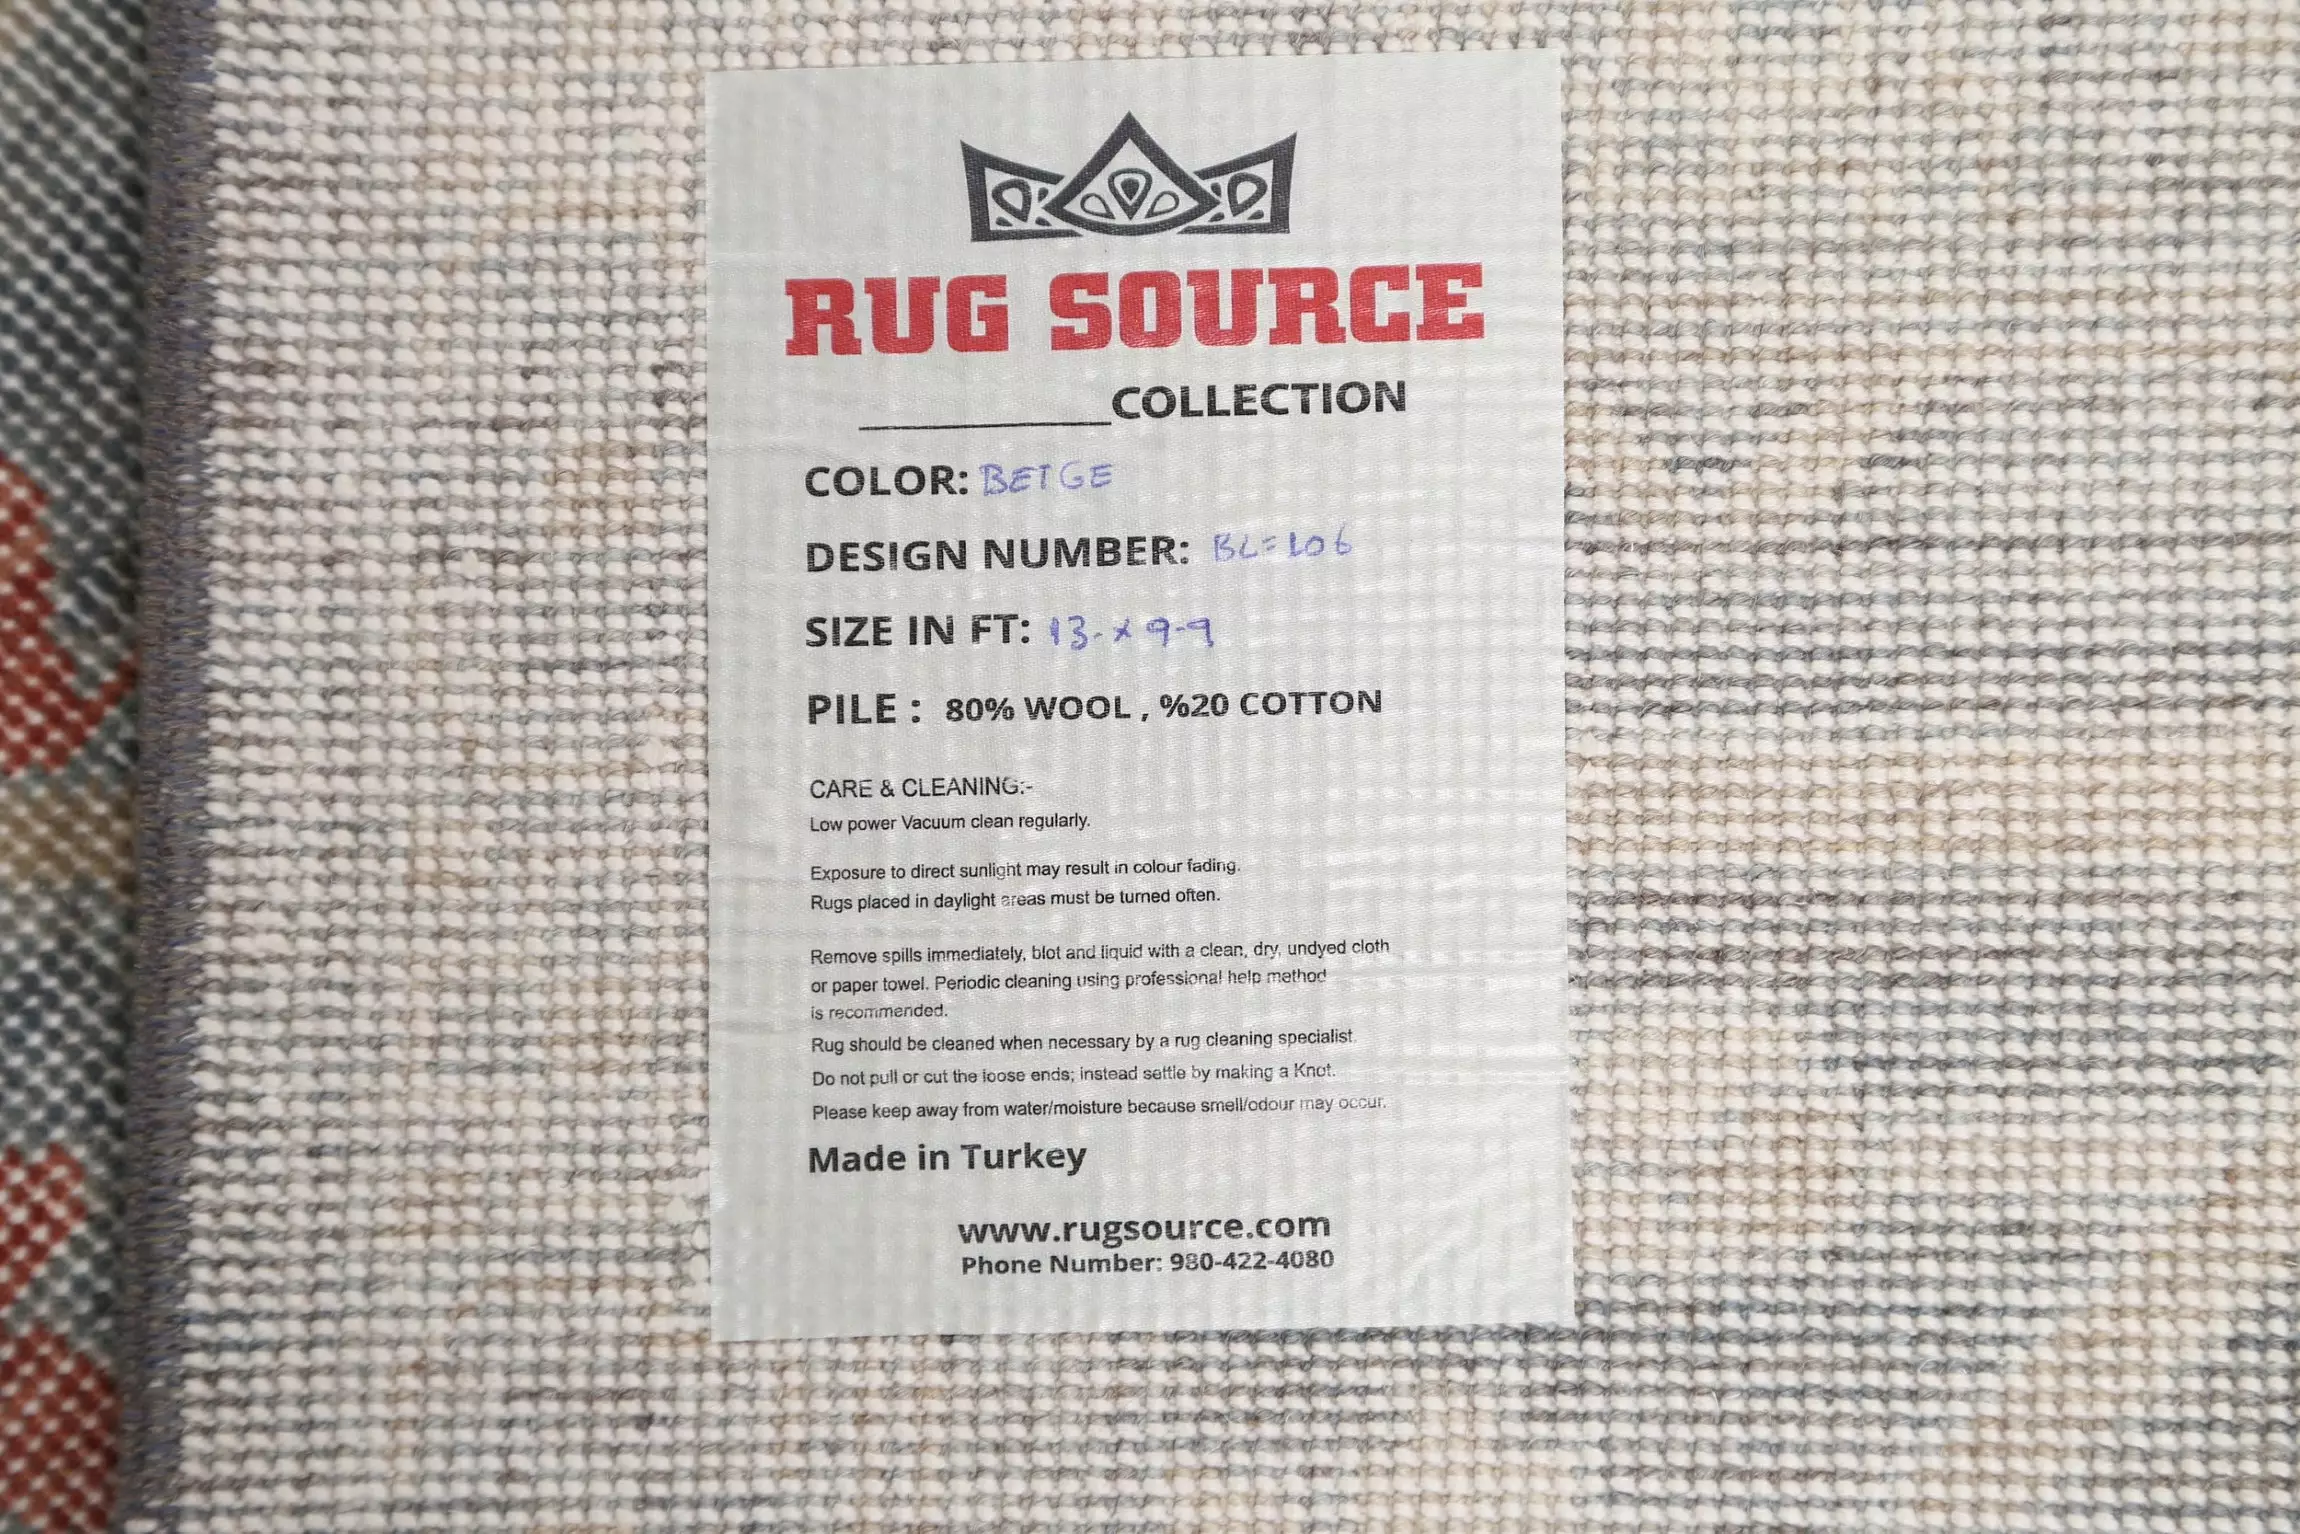 RUG SOURCE
__________COLLECTION
COLOR: BEIGE
DESIGN NUMBER: BL=106
SIZE IN FT: 13-x 9-9
PILE : 80% WOOL , %20 COTTON
CARE & CLEANING:-
Low power Vacuum clean regularly.
Exposure to direct sunlight may result in colour fading.
Rugs placed in daylight areas must be turned often.
Remove spills immediately, blot and liquid with a clean, dry, undyed cloth
or paper towel. Periodic cleaning using professional help method
is recommended.
Rug should be cleaned when necessary by a rug cleaning specialist.
Do not pull or cut the loose ends; instead settle by making a Knot.
Please keep away from water/moisture because smell/odour may occur.
Made in Turkey
www.rugsource.com
Phone Number: 980-422-4080